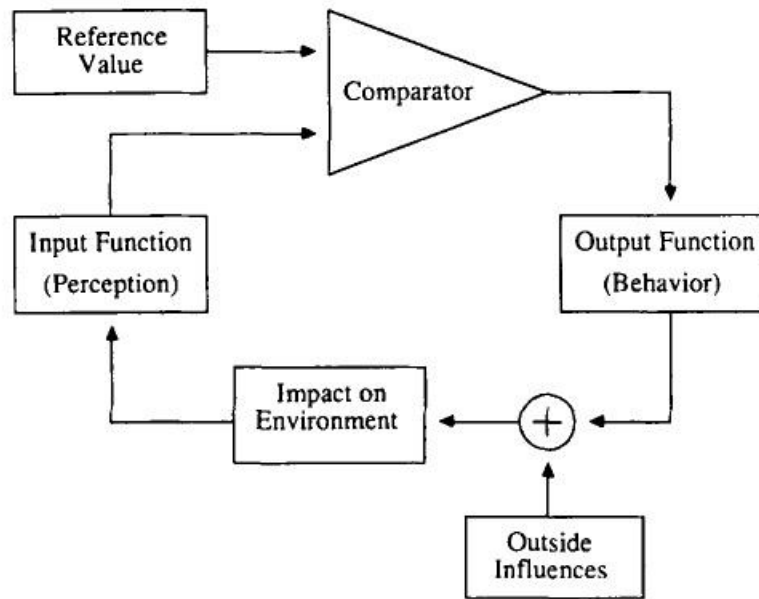 Reference
Value
Comparator
Input Function
(Perception)
Output Function
(Behavior)
Impact on
Environment
+
Outside
Influences